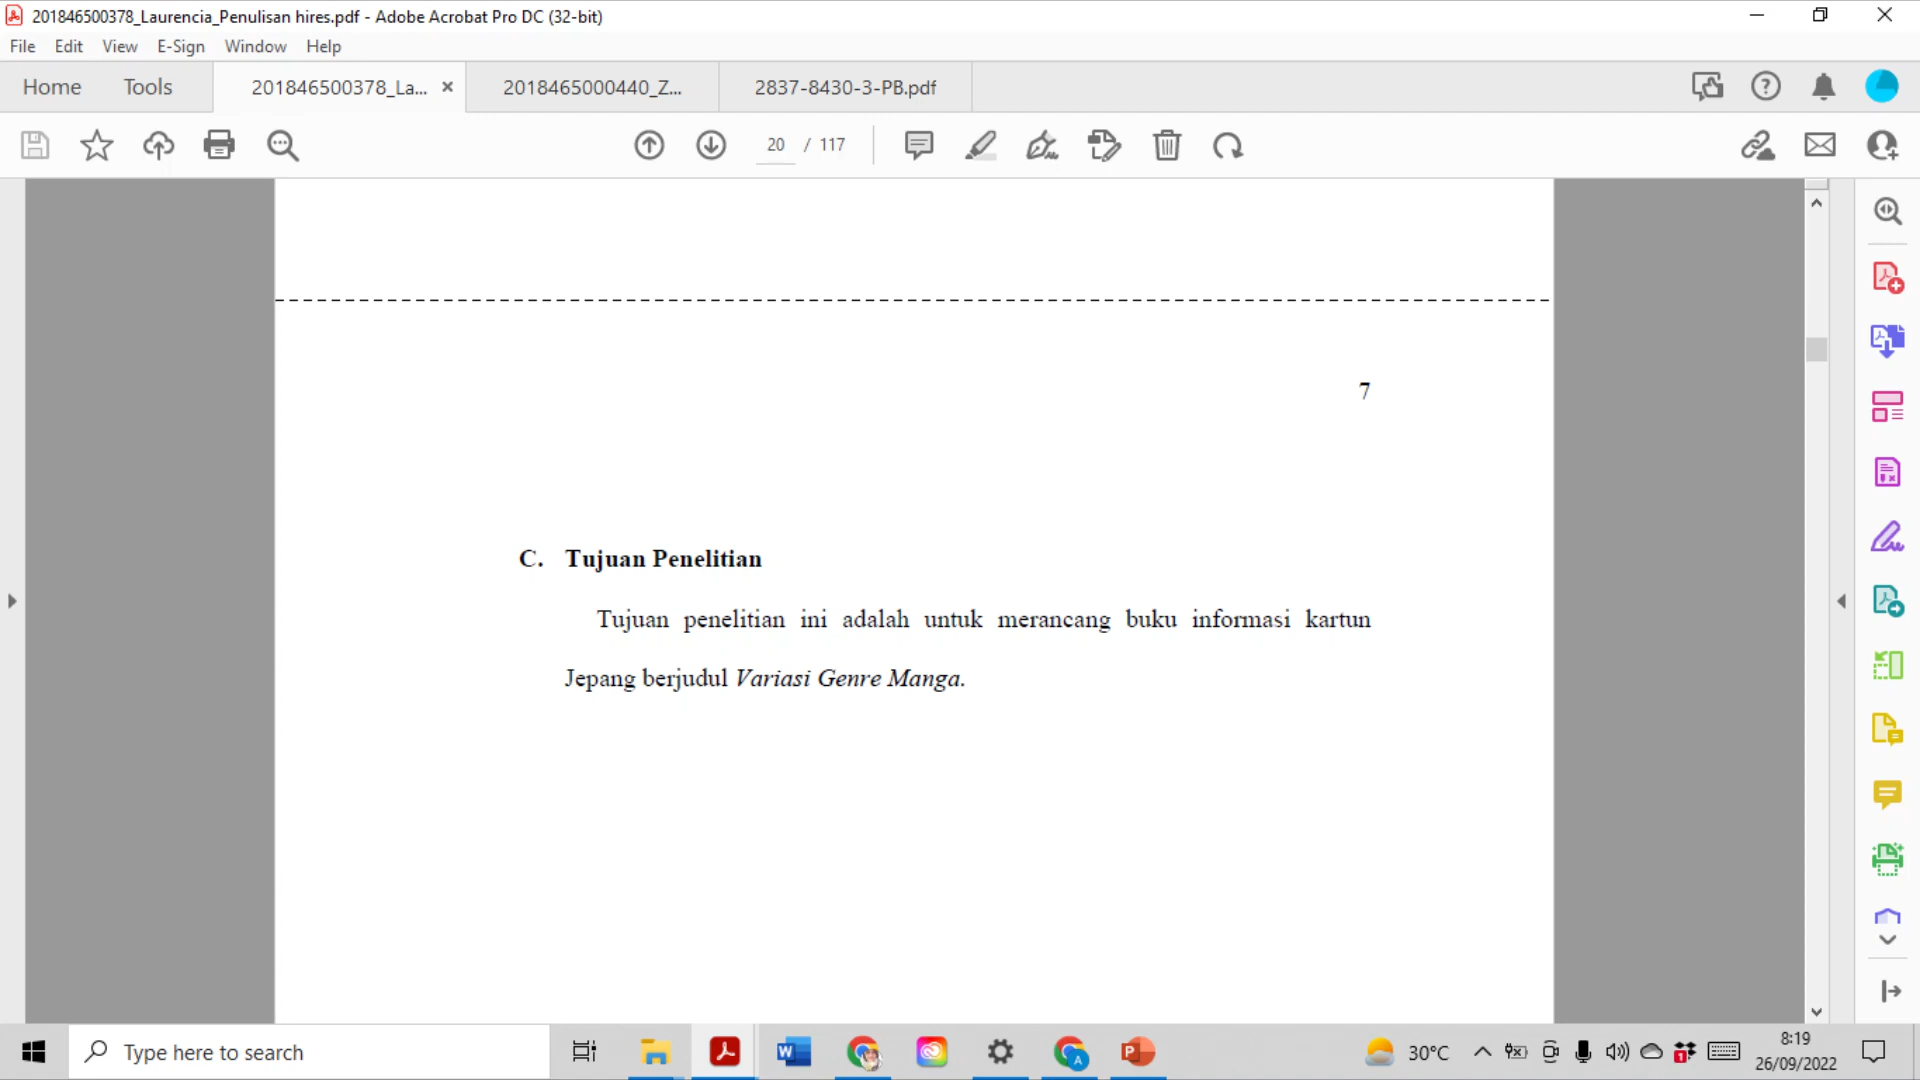 201846500378_Laurencia_Penulisan hires.pdf - Adobe Acrobat Pro DC (32-bit)
File Edit View E-Sign Window Help
Home Tools 201846500378_La... × 2018465000440_Z... 2837-8430-3-PB.pdf
20 / 117
7
C. Tujuan Penelitian
Tujuan penelitian ini adalah untuk merancang buku informasi kartun
Jepang berjudul Variasi Genre Manga.
Type here to search
30°C
8:19
26/09/2022